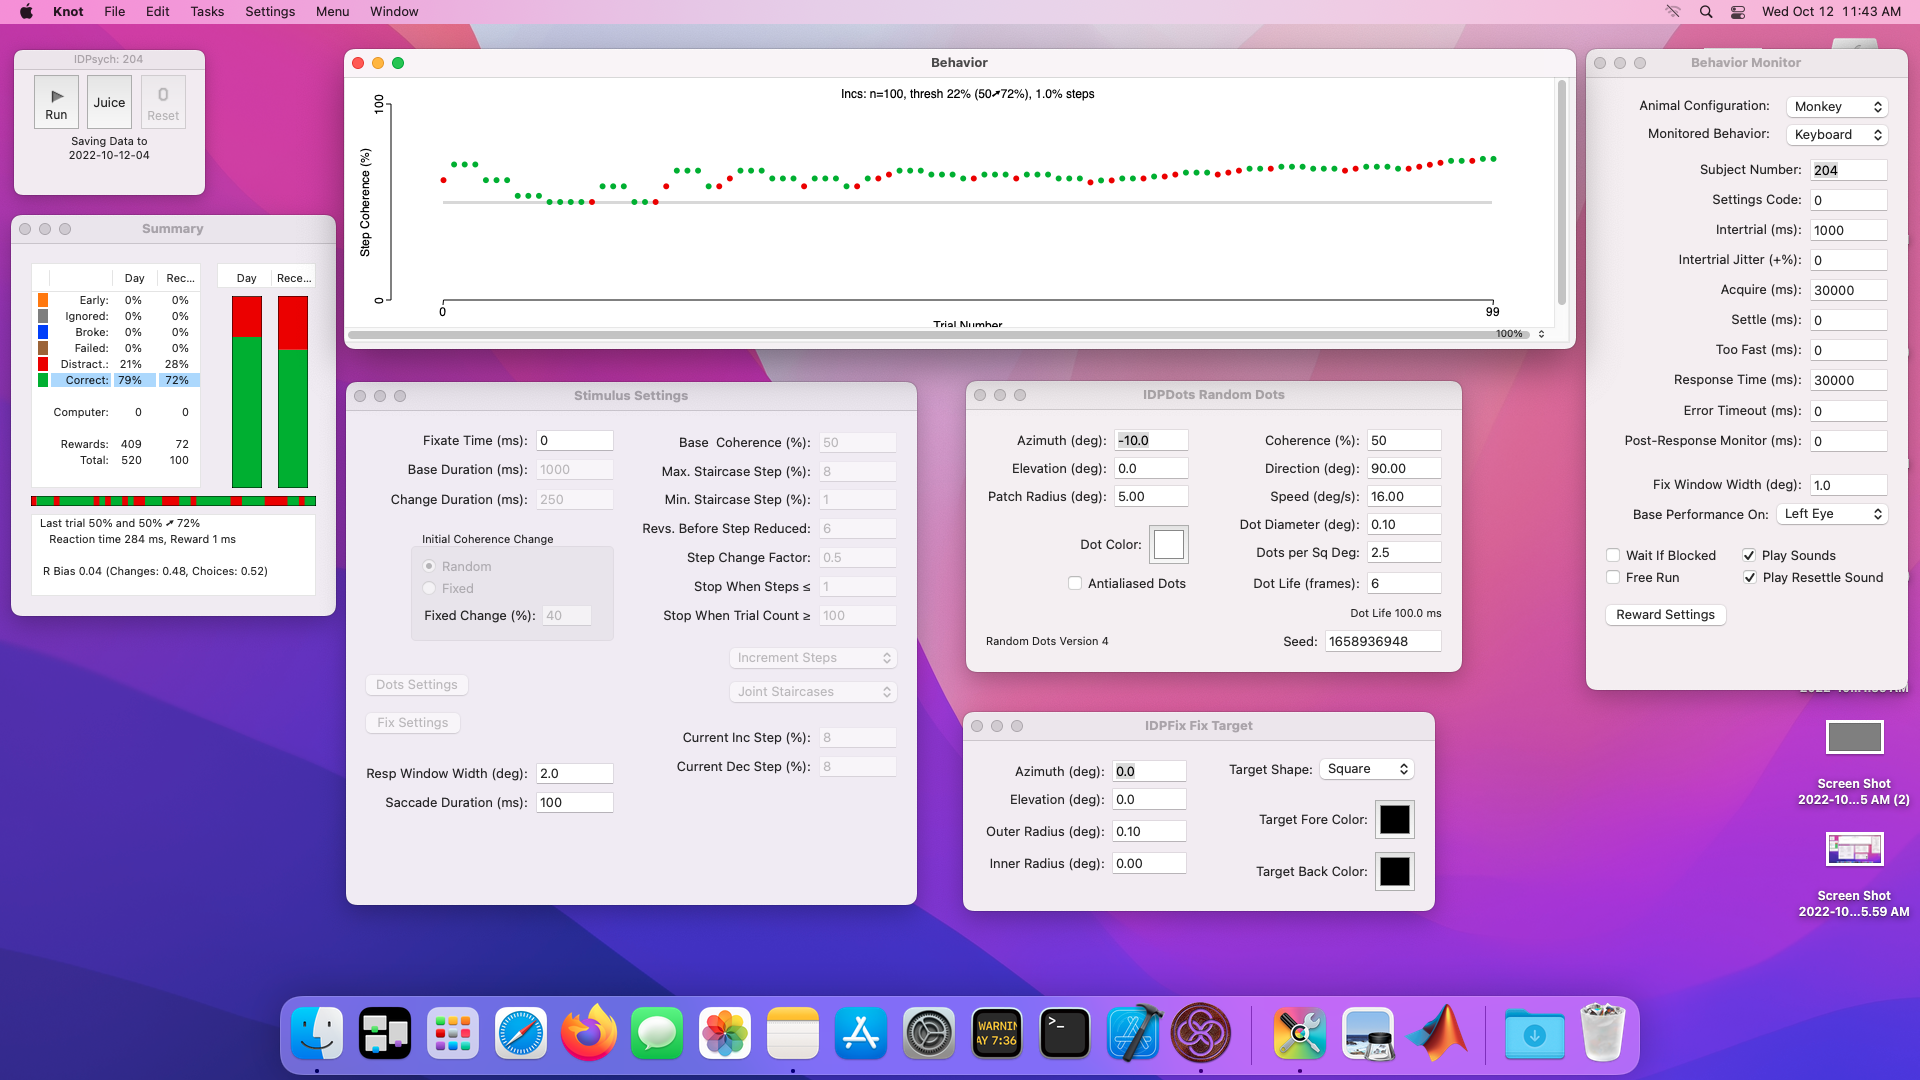 Knot File Edit Tasks Settings Menu Window
Wed Oct 12 11:43 AM
IDPsych: 204
Run
Juice
0
Reset
Saving Data to
2022-10-12-04
Summary
Day Rec...
Early: 0% 0%
Ignored: 0% 0%
Broke: 0% 0%
Failed: 0% 0%
Distract.: 21% 28%
Correct: 79% 72%
Computer: 0 0
Rewards: 409 72
Total: 520 100
Day Rece...
Last trial 50% and 50% ➚ 72%
Reaction time 284 ms, Reward 1 ms
R Bias 0.04 (Changes: 0.48, Choices: 0.52)
Behavior
Incs: n=100, thresh 22% (50➚72%), 1.0% steps
Step Coherence (%)
100
0
0
99
Trial Number
100%
Stimulus Settings
Fixate Time (ms): 0
Base Duration (ms): 1000
Change Duration (ms): 250
Initial Coherence Change
Random
Fixed
Fixed Change (%): 40
Dots Settings
Fix Settings
Resp Window Width (deg): 2.0
Saccade Duration (ms): 100
Base Coherence (%): 50
Max. Staircase Step (%): 8
Min. Staircase Step (%): 1
Revs. Before Step Reduced: 6
Step Change Factor: 0.5
Stop When Steps ≤ 1
Stop When Trial Count ≥ 100
Increment Steps
Joint Staircases
Current Inc Step (%): 8
Current Dec Step (%): 8
IDPDots Random Dots
Azimuth (deg): -10.0
Elevation (deg): 0.0
Patch Radius (deg): 5.00
Dot Color:
Antialiased Dots
Random Dots Version 4
Coherence (%): 50
Direction (deg): 90.00
Speed (deg/s): 16.00
Dot Diameter (deg): 0.10
Dots per Sq Deg: 2.5
Dot Life (frames): 6
Dot Life 100.0 ms
Seed: 1658936948
IDPFix Fix Target
Azimuth (deg): 0.0
Elevation (deg): 0.0
Outer Radius (deg): 0.10
Inner Radius (deg): 0.00
Target Shape: Square
Target Fore Color:
Target Back Color:
Behavior Monitor
Animal Configuration: Monkey
Monitored Behavior: Keyboard
Subject Number: 204
Settings Code: 0
Intertrial (ms): 1000
Intertrial Jitter (+%): 0
Acquire (ms): 30000
Settle (ms): 0
Too Fast (ms): 0
Response Time (ms): 30000
Error Timeout (ms): 0
Post-Response Monitor (ms): 0
Fix Window Width (deg): 1.0
Base Performance On: Left Eye
Wait If Blocked
Play Sounds
Free Run
Play Resettle Sound
Reward Settings
Screen Shot
2022-10...5 AM (2)
Screen Shot
2022-10...5.59 AM
WARNIN
AY 7:36
>_